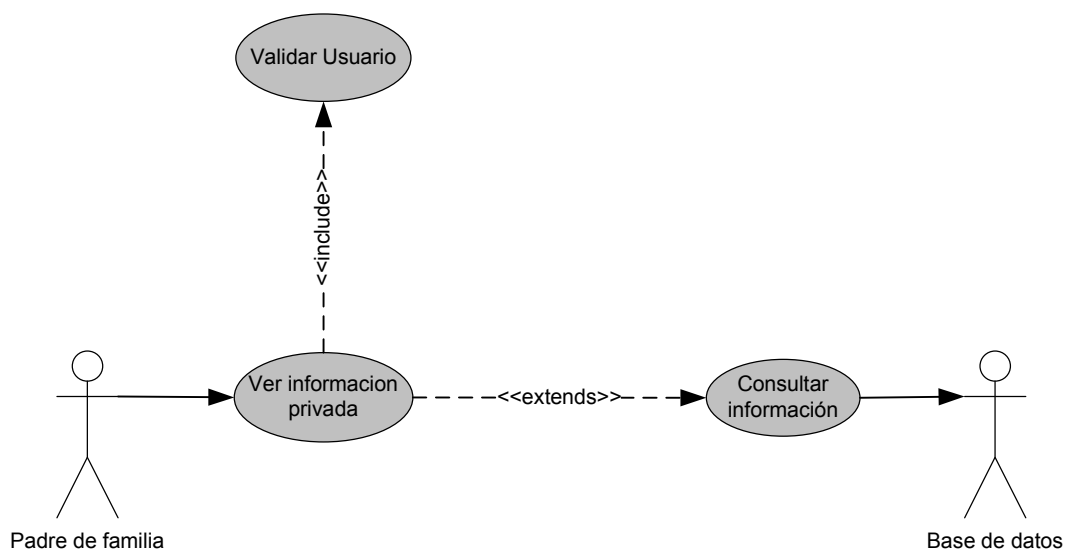 Validar Usuario
<<include>>
Ver informacion
privada
<<extends>>
Consultar
información
Padre de familia
Base de datos